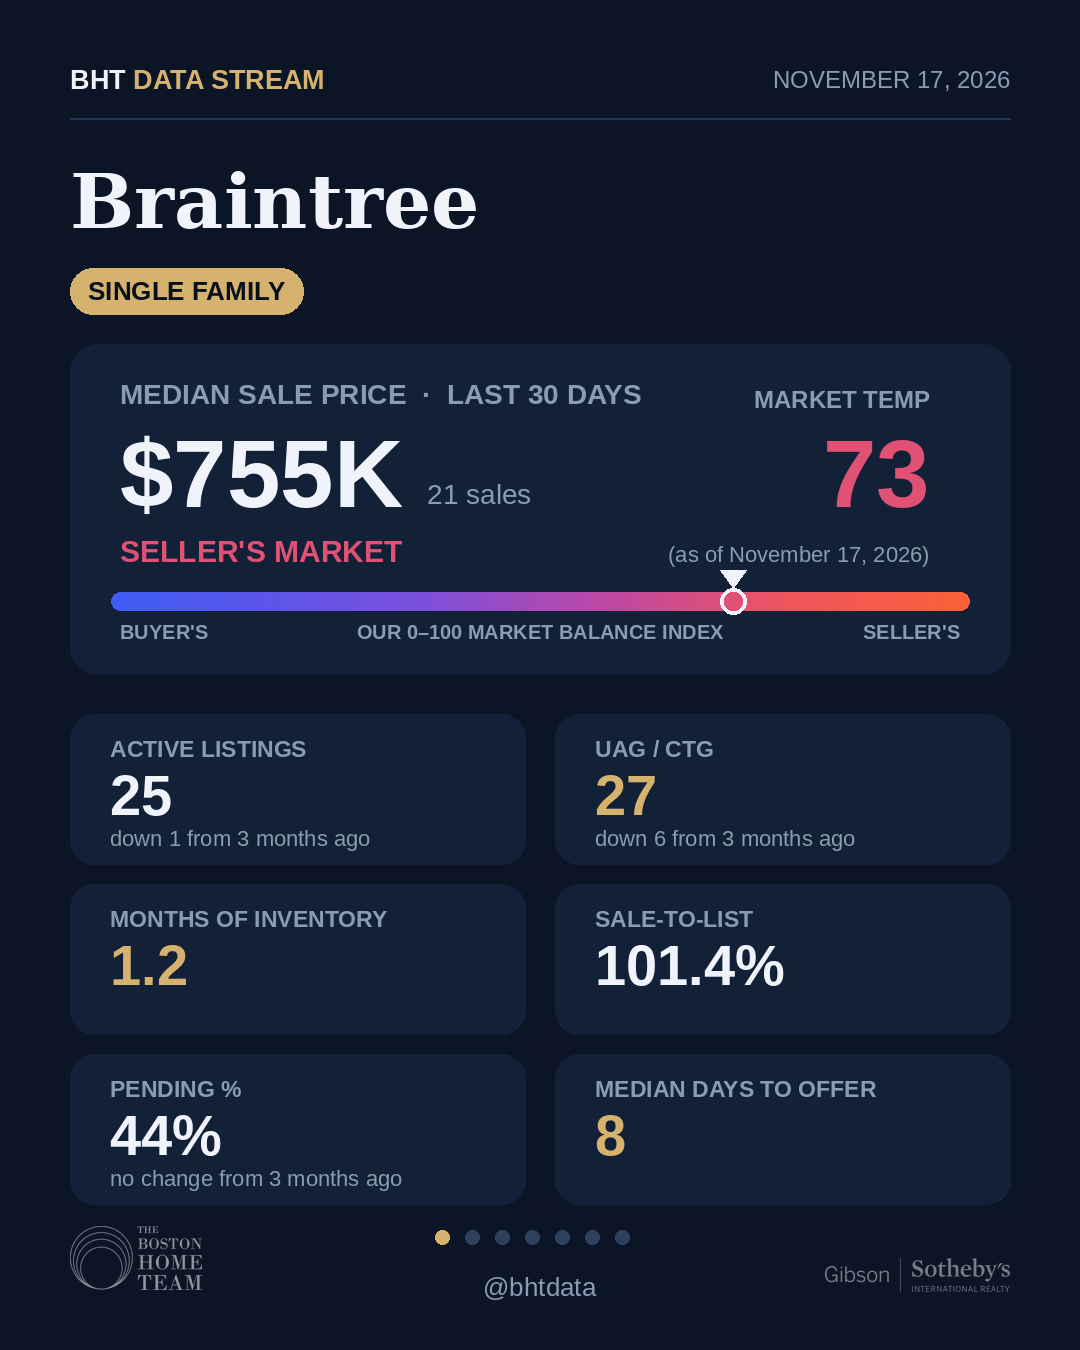 BHT DATA STREAM
NOVEMBER 17, 2026
Braintree
SINGLE FAMILY
MEDIAN SALE PRICE · LAST 30 DAYS
MARKET TEMP
$755K 21 sales
73
SELLER'S MARKET
(as of November 17, 2026)
BUYER'S
OUR 0–100 MARKET BALANCE INDEX
SELLER'S
ACTIVE LISTINGS
25
down 1 from 3 months ago
UAG / CTG
27
down 6 from 3 months ago
MONTHS OF INVENTORY
1.2
SALE-TO-LIST
101.4%
PENDING %
44%
no change from 3 months ago
MEDIAN DAYS TO OFFER
8
THE
BOSTON
HOME
TEAM
@bhtdata
Gibson
Sotheby's
INTERNATIONAL REALTY